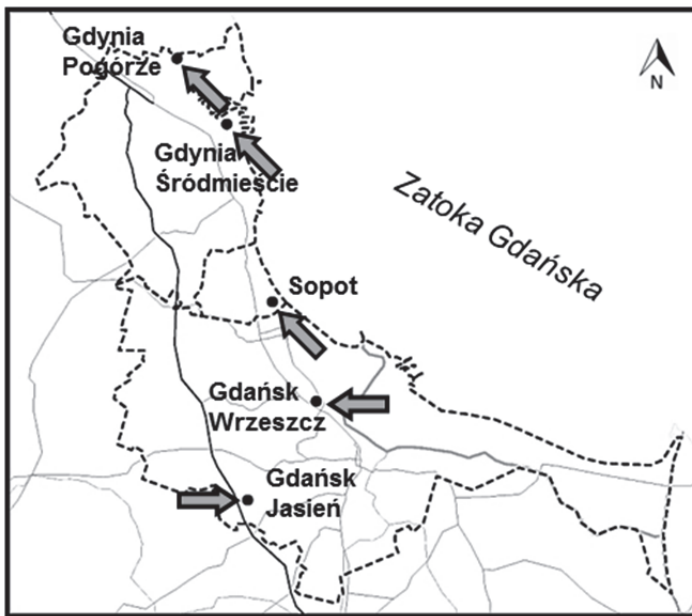 Gdynia
Pogórze
N
Gdynia
Śródmieście
Zatoka Gdańska
Sopot
Gdańsk
Wrzeszcz
Gdańsk
Jasień